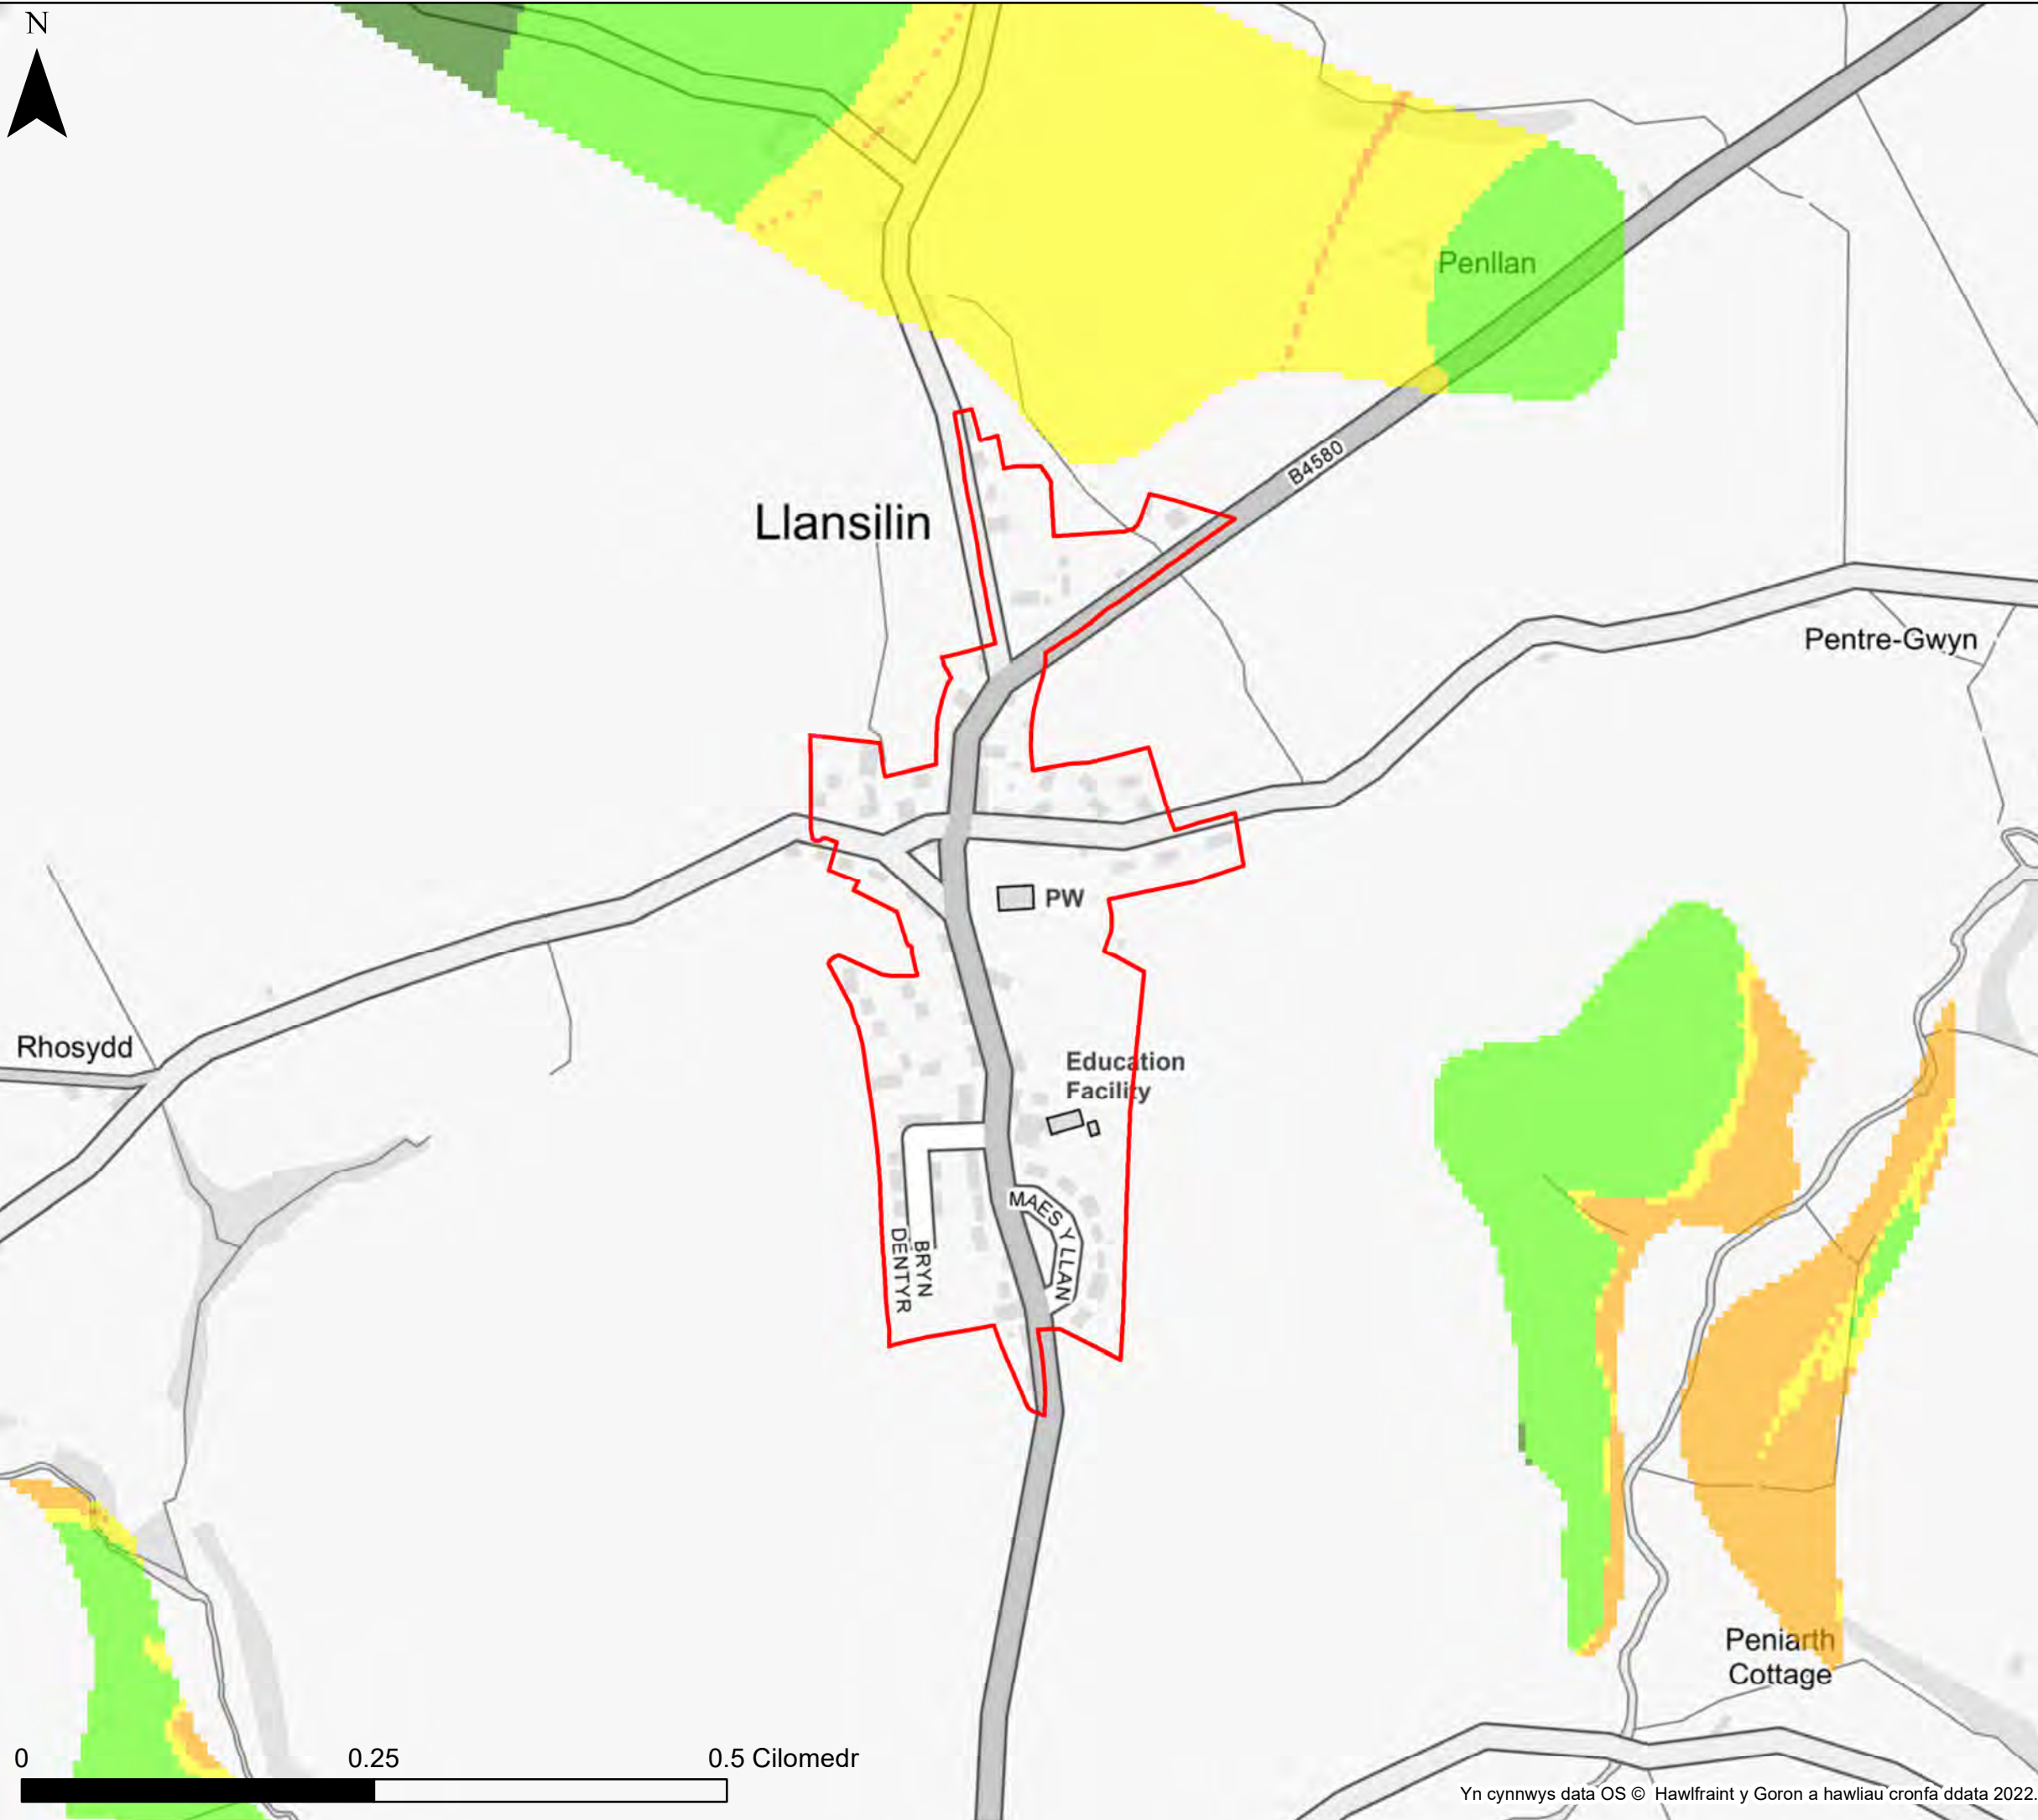 N
Penllan
B4580
Llansilin
Pentre-Gwyn
PW
Rhosydd
Education
Facility
MAES Y LLAN
BRYN
DENTYR
Peniarth
Cottage
0 0.25 0.5 Cilomedr
Yn cynnwys data OS © Hawlfraint y Goron a hawliau cronfa ddata 2022.